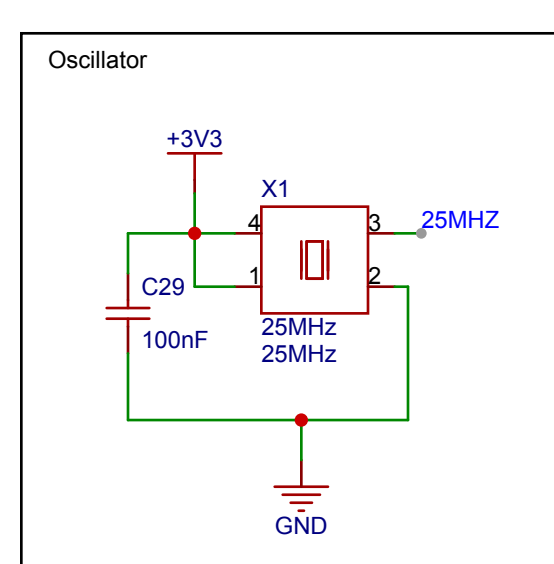 Oscillator
+3V3
X1
4
3
25MHZ
1
2
C29
100nF
25MHz
25MHz
GND